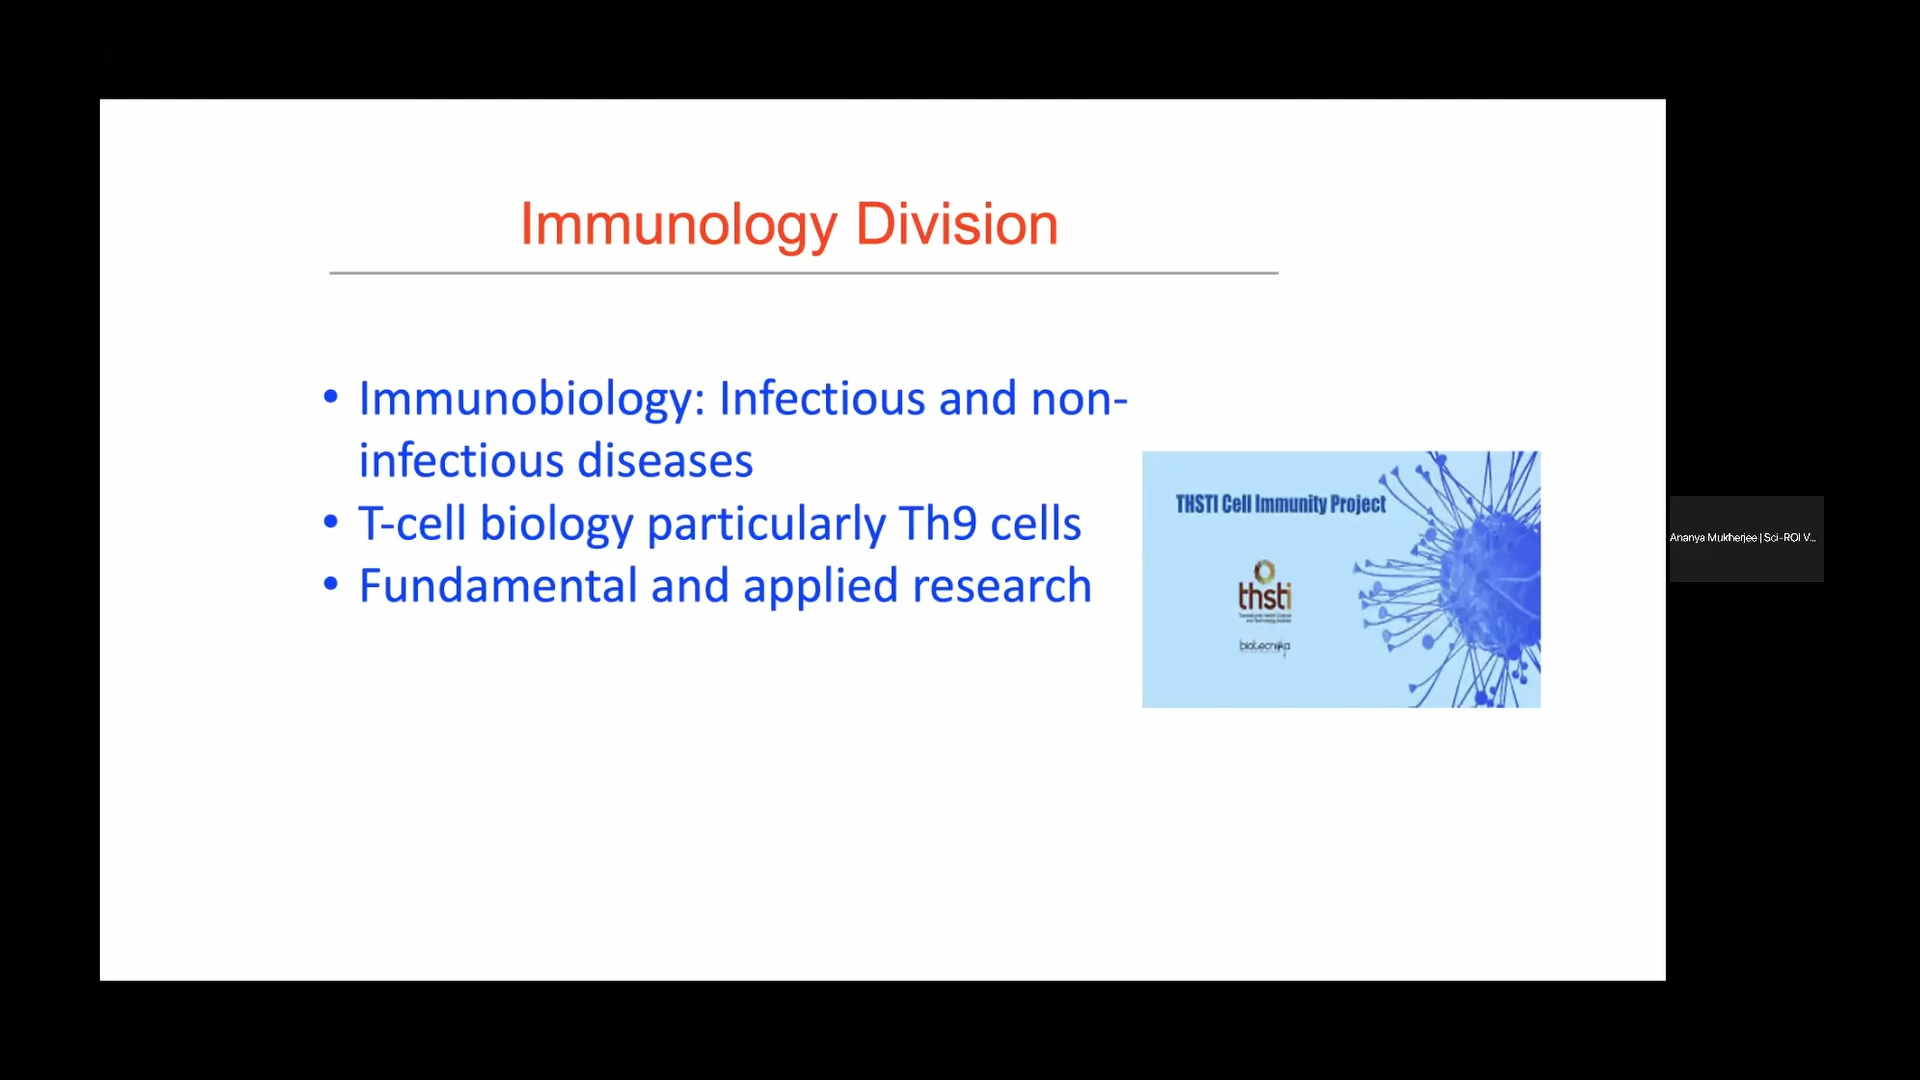 Immunology Division
• Immunobiology: Infectious and non-
infectious diseases
• T-cell biology particularly Th9 cells
• Fundamental and applied research
THSTI Cell Immunity Project
thsti
biotecnika
Ananya Mukherjee | Sci-ROI V...